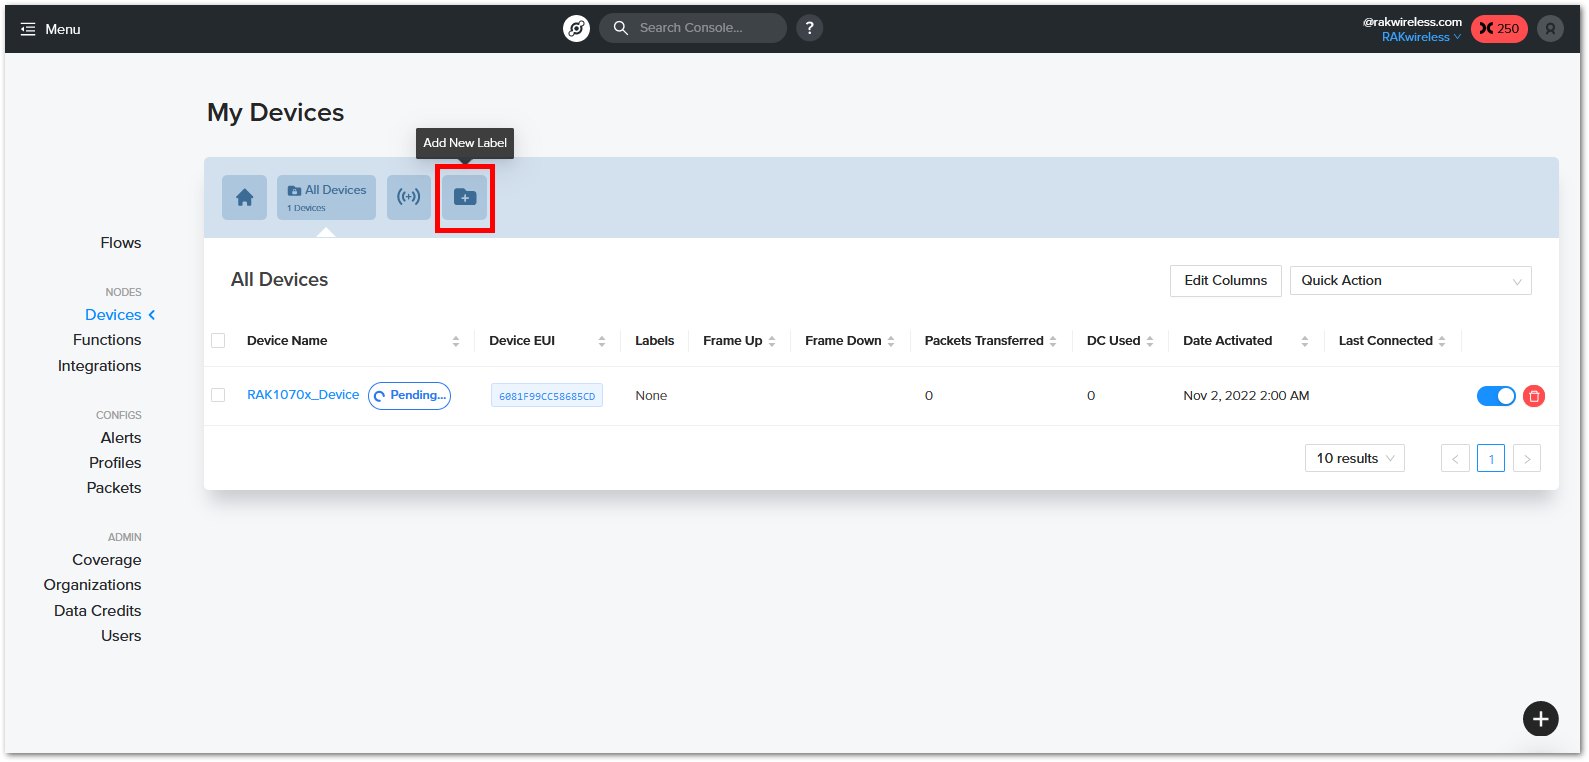 Menu
Search Console...
?
@rakwireless.com
RAKwireless
250
My Devices
Add New Label
All Devices
1 Devices
Flows
NODES
Devices
Functions
Integrations
CONFIGS
Alerts
Profiles
Packets
ADMIN
Coverage
Organizations
Data Credits
Users
All Devices
Edit Columns
Quick Action
Device Name Device EUI Labels Frame Up Frame Down Packets Transferred DC Used Date Activated Last Connected
RAK1070x_Device Pending... 6081F99CC58685CD None 0 0 Nov 2, 2022 2:00 AM
10 results < 1 >